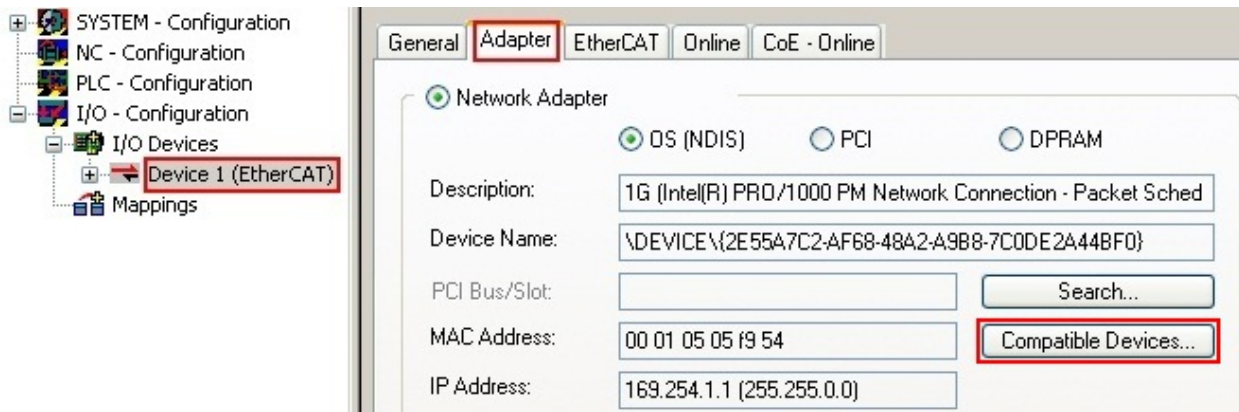 SYSTEM - Configuration
NC - Configuration
PLC - Configuration
I/O - Configuration
I/O Devices
Device 1 (EtherCAT)
Mappings
General Adapter EtherCAT Online CoE - Online
Network Adapter
OS (NDIS) PCI DPRAM
Description: 1G (Intel(R) PRO/1000 PM Network Connection - Packet Sched
Device Name: \DEVICE\{2E55A7C2-AF68-48A2-A9B8-7C0DE2A44BF0}
PCI Bus/Slot: Search...
MAC Address: 00 01 05 05 f9 54 Compatible Devices...
IP Address: 169.254.1.1 (255.255.0.0)